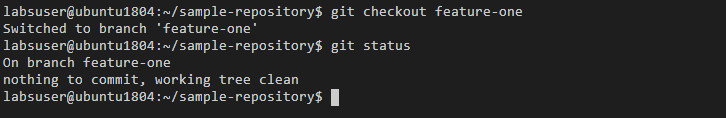 labsuser@ubuntu1804:~/sample-repository$ git checkout feature-one
Switched to branch 'feature-one'
labsuser@ubuntu1804:~/sample-repository$ git status
On branch feature-one
nothing to commit, working tree clean
labsuser@ubuntu1804:~/sample-repository$